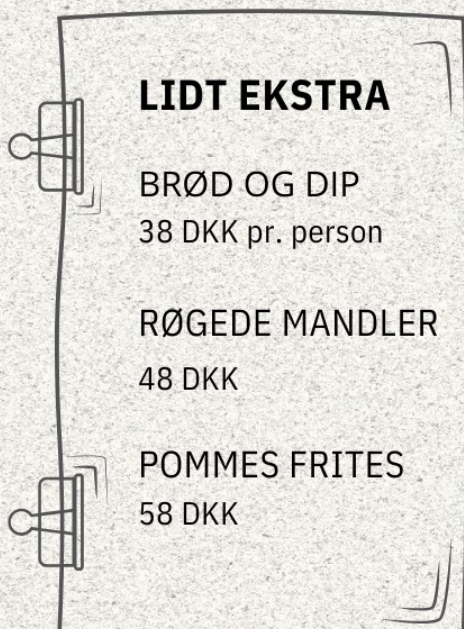 LIDT EKSTRA
BRØD OG DIP
38 DKK pr. person
RØGEDE MANDLER
48 DKK
POMMES FRITES
58 DKK